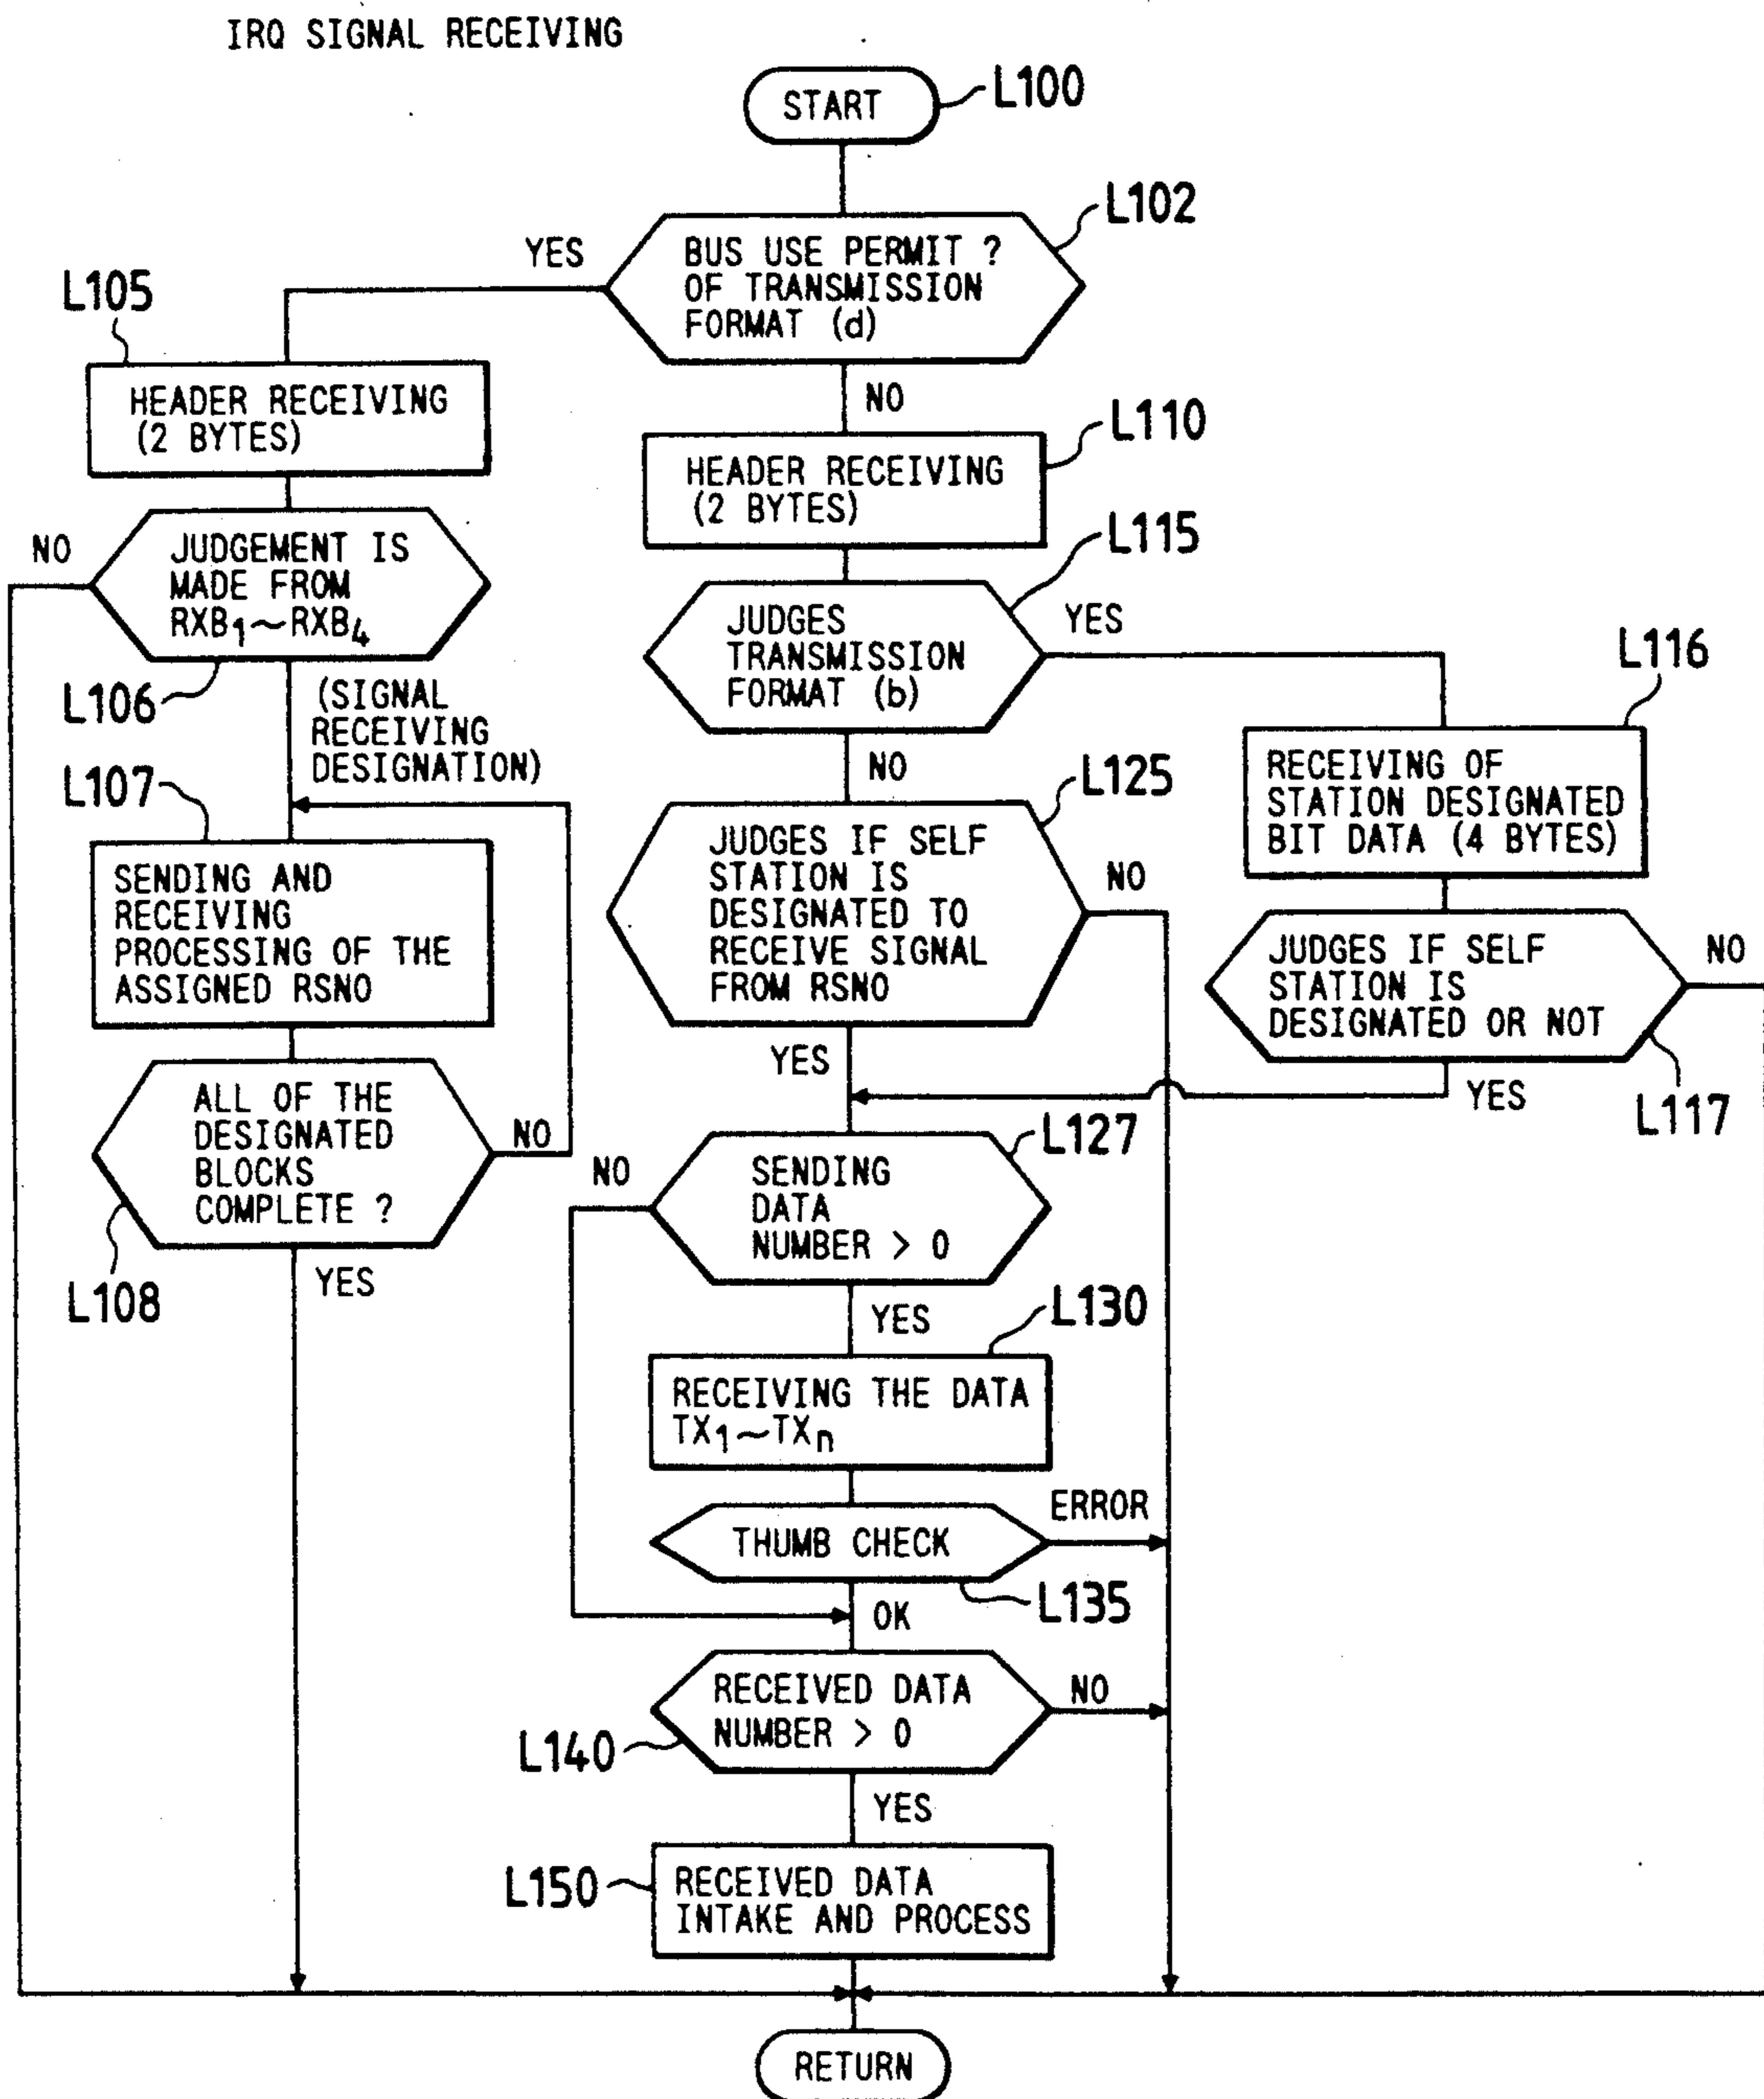 IRQ SIGNAL RECEIVING
START
L100
L102
BUS USE PERMIT ?
OF TRANSMISSION
FORMAT (d)
YES
NO
L105
HEADER RECEIVING
(2 BYTES)
L110
HEADER RECEIVING
(2 BYTES)
NO
JUDGEMENT IS
MADE FROM
RXB₁~RXB₄
L106
(SIGNAL
RECEIVING
DESIGNATION)
L115
JUDGES
TRANSMISSION
FORMAT (b)
YES
NO
L116
RECEIVING OF
STATION DESIGNATED
BIT DATA (4 BYTES)
L107
SENDING AND
RECEIVING
PROCESSING OF THE
ASSIGNED RSNO
L125
JUDGES IF SELF
STATION IS
DESIGNATED TO
RECEIVE SIGNAL
FROM RSNO
NO
YES
JUDGES IF SELF
STATION IS
DESIGNATED OR NOT
NO
YES
L117
ALL OF THE
DESIGNATED
BLOCKS
COMPLETE ?
NO
YES
L108
L127
NO
SENDING
DATA
NUMBER > 0
YES
L130
RECEIVING THE DATA
TX₁~TXₙ
THUMB CHECK
ERROR
L135
OK
RECEIVED DATA
NUMBER > 0
NO
L140
YES
L150
RECEIVED DATA
INTAKE AND PROCESS
RETURN